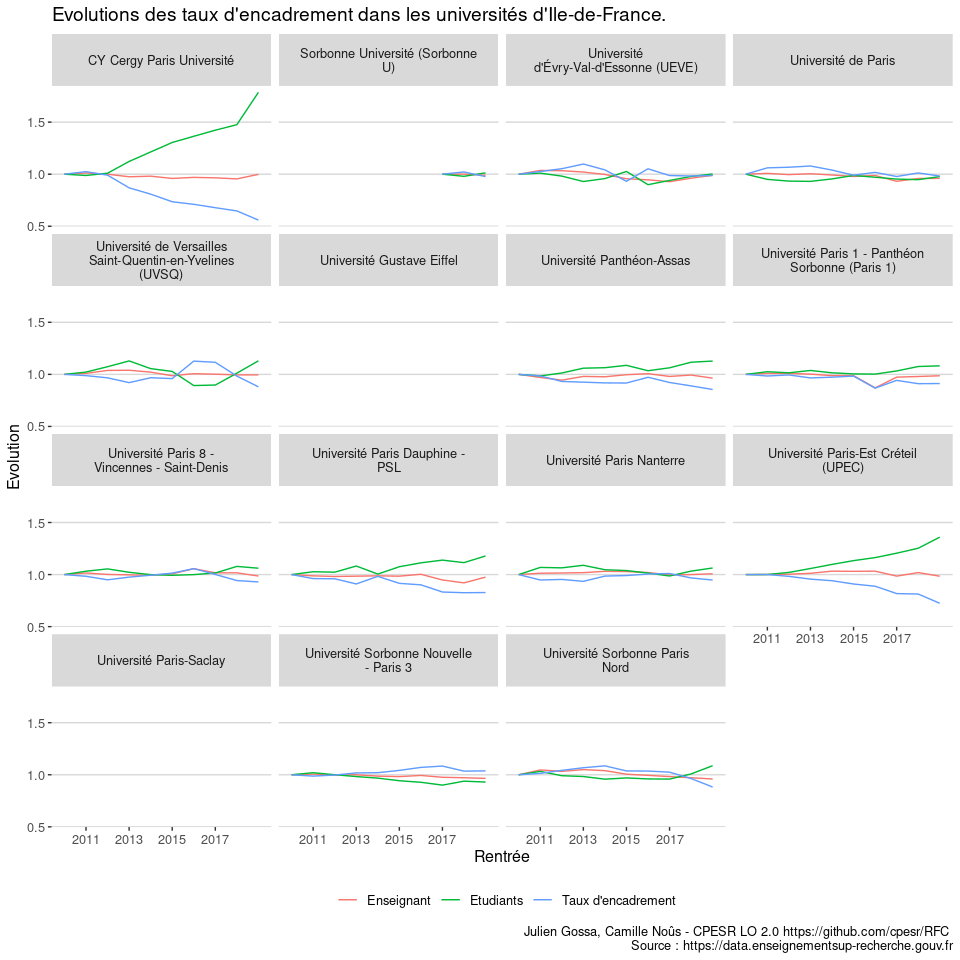 Evolutions des taux d'encadrement dans les universités d'Ile-de-France.
CY Cergy Paris Université
Sorbonne Université (Sorbonne
U)
Université
d'Évry-Val-d'Essonne (UEVE)
Université de Paris
1.5
1.0
0.5
Université de Versailles
Saint-Quentin-en-Yvelines
(UVSQ)
Université Gustave Eiffel
Université Panthéon-Assas
Université Paris 1 - Panthéon
Sorbonne (Paris 1)
1.5
1.0
0.5
Evolution
Université Paris 8 -
Vincennes - Saint-Denis
Université Paris Dauphine -
PSL
Université Paris Nanterre
Université Paris-Est Créteil
(UPEC)
1.5
1.0
0.5
2011 2013 2015 2017
Université Paris-Saclay
Université Sorbonne Nouvelle
- Paris 3
Université Sorbonne Paris
Nord
1.5
1.0
0.5
2011 2013 2015 2017
2011 2013 2015 2017
2011 2013 2015 2017
Rentrée
Enseignant Etudiants Taux d'encadrement
Julien Gossa, Camille Noûs - CPESR LO 2.0 https://github.com/cpesr/RFC
Source : https://data.enseignementsup-recherche.gouv.fr